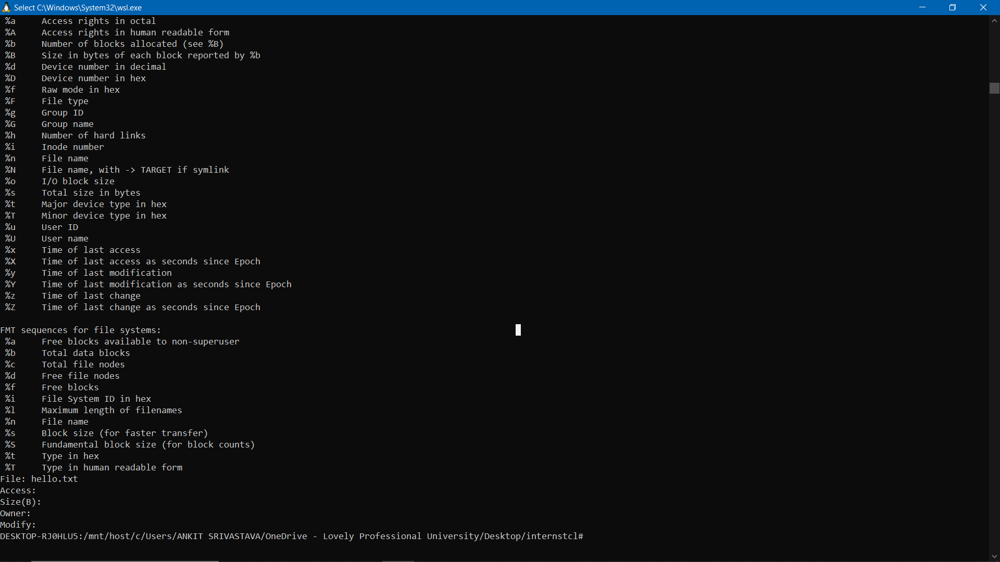 Select C:\Windows\System32\wsl.exe
%a Access rights in octal
%A Access rights in human readable form
%b Number of blocks allocated (see %B)
%B Size in bytes of each block reported by %b
%d Device number in decimal
%D Device number in hex
%f Raw mode in hex
%F File type
%g Group ID
%G Group name
%h Number of hard links
%i Inode number
%n File name
%N File name, with -> TARGET if symlink
%o I/O block size
%s Total size in bytes
%t Major device type in hex
%T Minor device type in hex
%u User ID
%U User name
%x Time of last access
%X Time of last access as seconds since Epoch
%y Time of last modification
%Y Time of last modification as seconds since Epoch
%z Time of last change
%Z Time of last change as seconds since Epoch
FMT sequences for file systems:
%a Free blocks available to non-superuser
%b Total data blocks
%c Total file nodes
%d Free file nodes
%f Free blocks
%i File System ID in hex
%l Maximum length of filenames
%n File name
%s Block size (for faster transfer)
%S Fundamental block size (for block counts)
%t Type in hex
%T Type in human readable form
File: hello.txt
Access:
Size(B):
Owner:
Modify:
DESKTOP-RJ0HLU5:/mnt/host/c/Users/ANKIT SRIVASTAVA/OneDrive - Lovely Professional University/Desktop/internstcl#